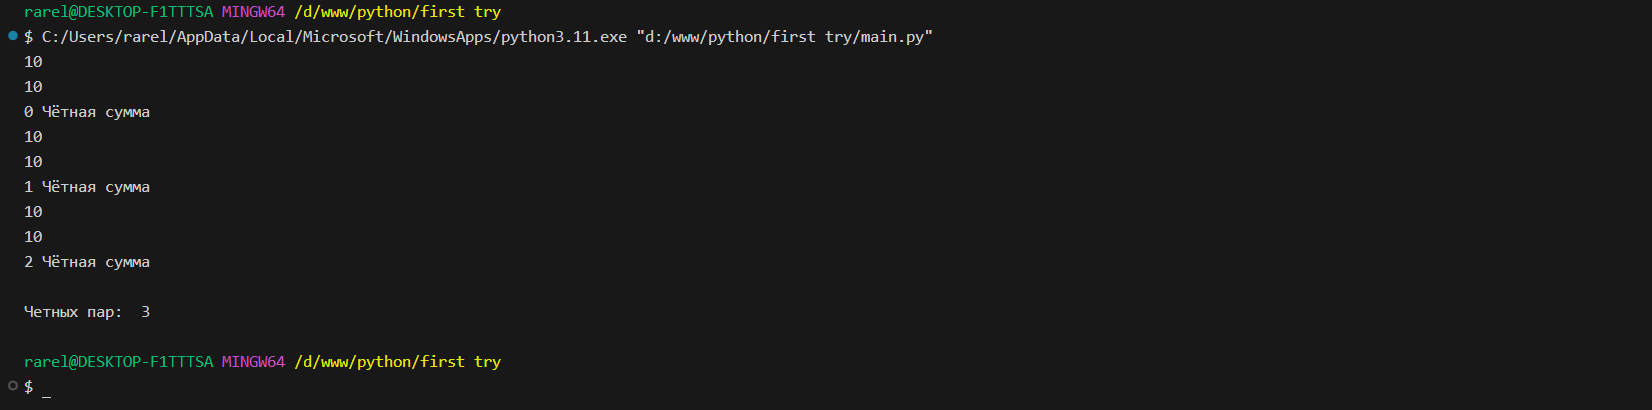 rarel@DESKTOP-F1TTTSA MINGW64 /d/www/python/first try
$ C:/Users/rarel/AppData/Local/Microsoft/WindowsApps/python3.11.exe "d:/www/python/first try/main.py"
10
10
0 Чётная сумма
10
10
1 Чётная сумма
10
10
2 Чётная сумма
Четных пар:  3
rarel@DESKTOP-F1TTTSA MINGW64 /d/www/python/first try
$ _